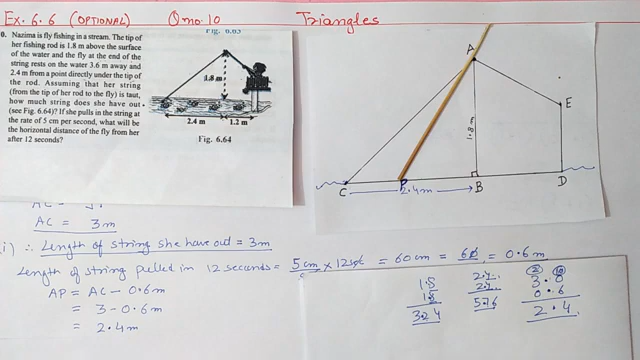 Ex. 6.6 (OPTIONAL) Q no. 10 Triangles
Fig. 6.63
0. Nazima is fly fishing in a stream. The tip of
her fishing rod is 1.8 m above the surface
of the water and the fly at the end of the
string rests on the water 3.6 m away and
2.4 m from a point directly under the tip of
the rod. Assuming that her string
(from the tip of her rod to the fly) is taut,
how much string does she have out
(see Fig. 6.64)? If she pulls in the string at
the rate of 5 cm per second, what will be
the horizontal distance of the fly from her
after 12 seconds?
1.8 m
2.4 m
1.2 m
Fig. 6.64
A
E
1.8 m
C
P
B
D
2.4 m
AC = 3m
i) ∴ Length of string she have out = 3m
Length of string pulled in 12 seconds = 5cm × 12 = 60 cm = 60 = 0.6 m
AP = AC - 0.6m
= 3 - 0.6m
= 2.4m
1.8
1.8
3.24
2.4
2.4
5.76
2 10
3.0
0.6
2.4